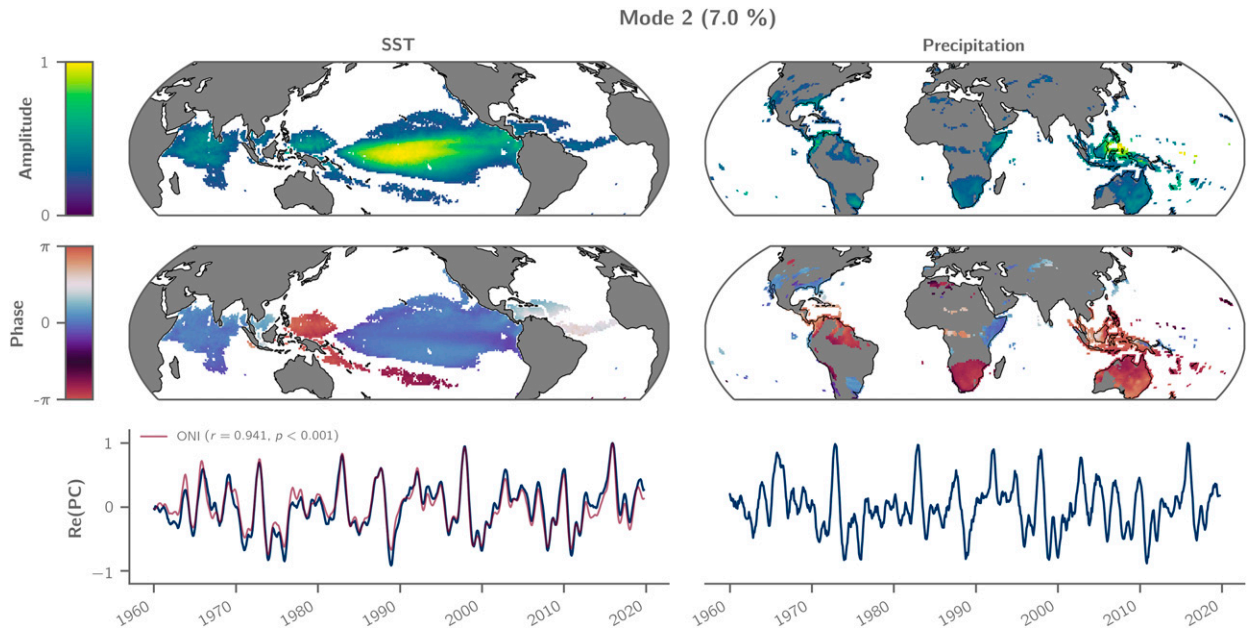 Mode 2 (7.0 %)
SST
Precipitation
Amplitude
1
0
Phase
π
0
-π
Re(PC)
1
0
−1
ONI (r = 0.941, p < 0.001)
1960 1970 1980 1990 2000 2010 2020
1960 1970 1980 1990 2000 2010 2020